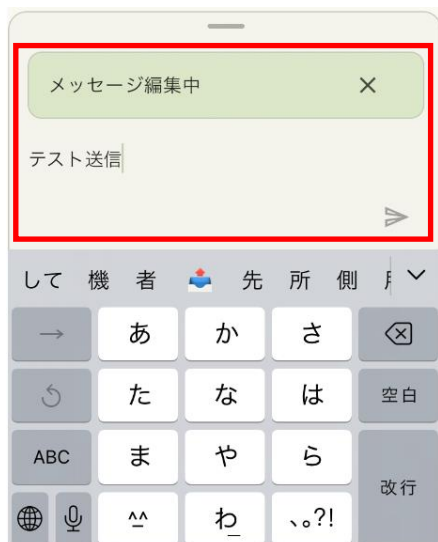 メッセージ編集中 ×
テスト送信
して 機 者 📤 先 所 側
→ あ か さ
た な は 空白
ABC ま や ら
改行
^^ わ 、。?!